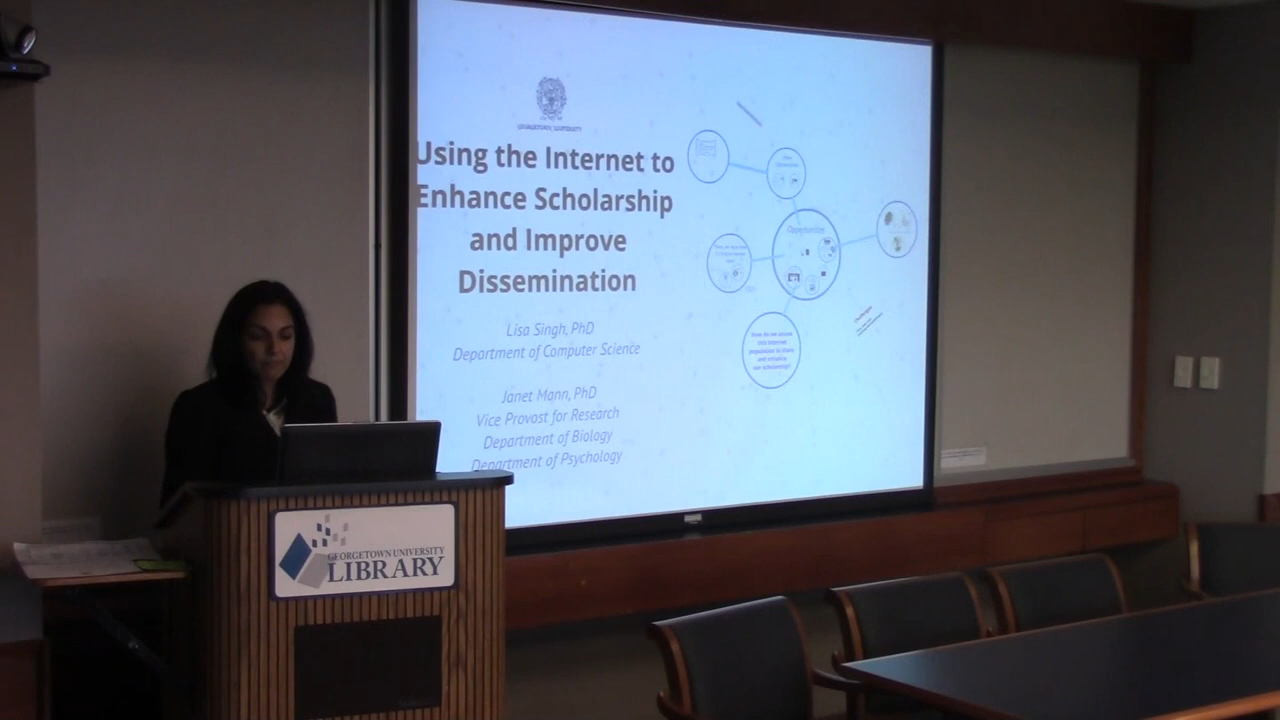 GEORGETOWN UNIVERSITY
Using the Internet to
Enhance Scholarship
and Improve
Dissemination
Lisa Singh, PhD
Department of Computer Science
Janet Mann, PhD
Vice Provost for Research
Department of Biology
Department of Psychology
Opportunities
How do we access
this Internet
population to share
and enhance
our scholarship?
Challenges
GEORGETOWN UNIVERSITY
LIBRARY